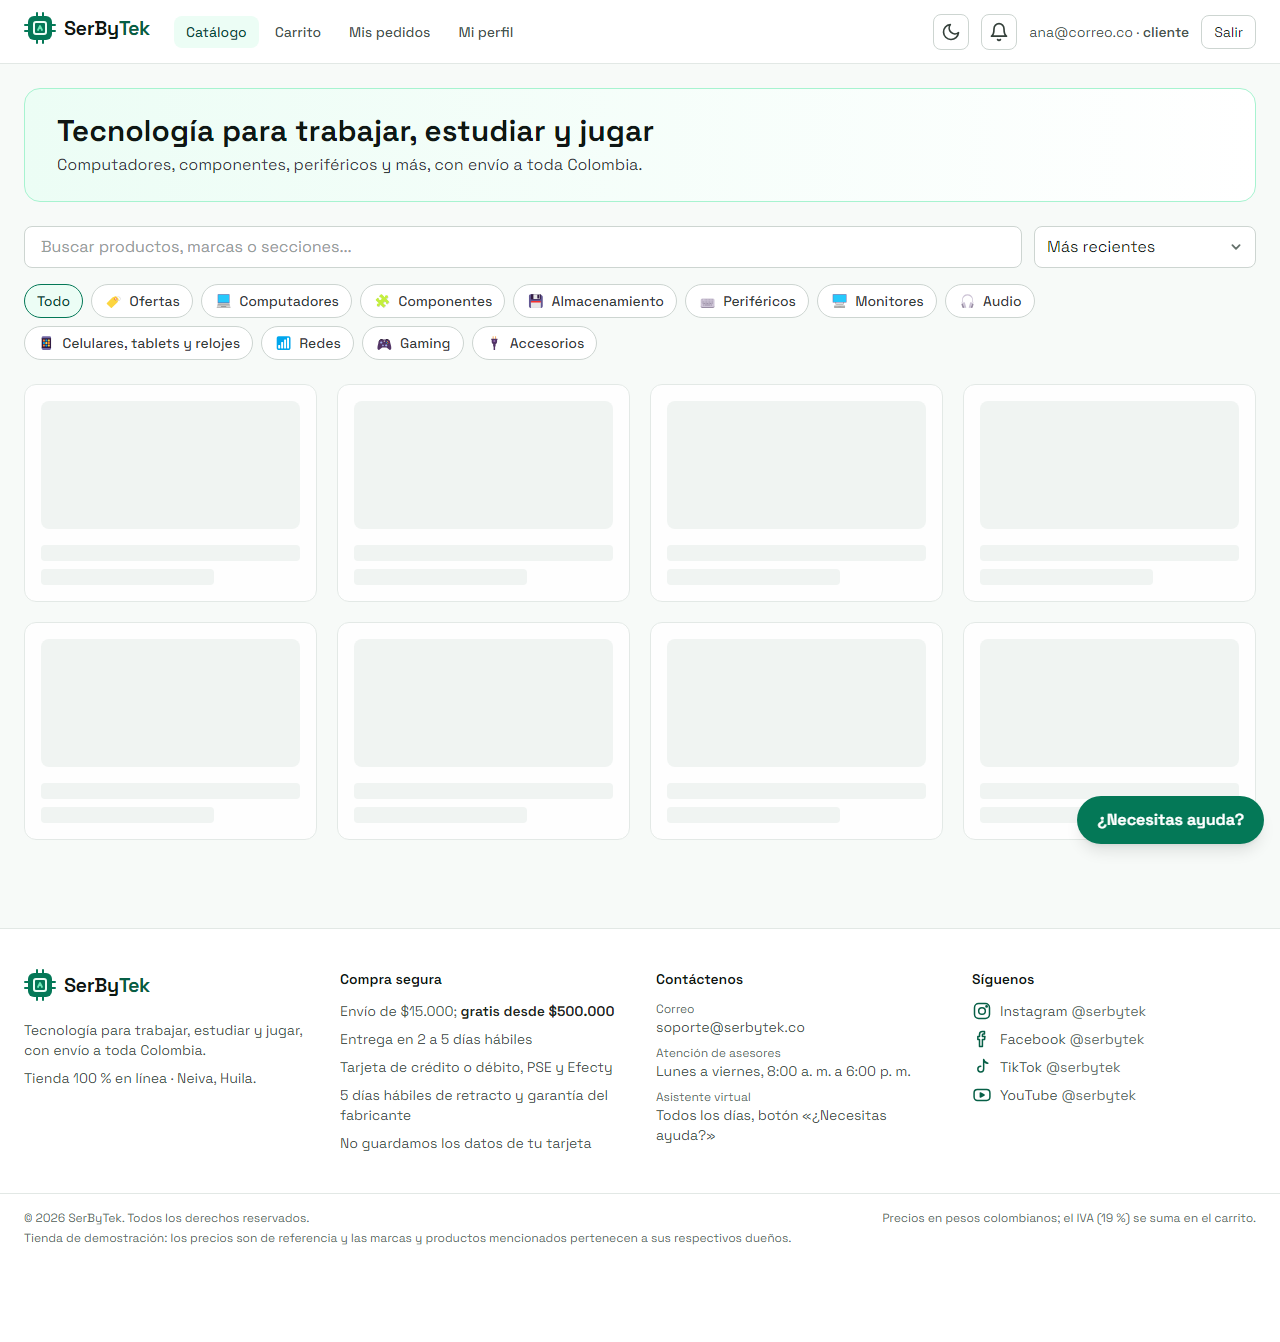 SerByTek
Catálogo
Carrito
Mis pedidos
Mi perfil
ana@correo.co · cliente
Salir
Tecnología para trabajar, estudiar y jugar
Computadores, componentes, periféricos y más, con envío a toda Colombia.
Buscar productos, marcas o secciones...
Más recientes
Todo
Ofertas
Computadores
Componentes
Almacenamiento
Periféricos
Monitores
Audio
Celulares, tablets y relojes
Redes
Gaming
Accesorios
¿Necesitas ayuda?
SerByTek
Tecnología para trabajar, estudiar y jugar,
con envío a toda Colombia.
Tienda 100 % en línea · Neiva, Huila.
Compra segura
Envío de $15.000; gratis desde $500.000
Entrega en 2 a 5 días hábiles
Tarjeta de crédito o débito, PSE y Efecty
5 días hábiles de retracto y garantía del
fabricante
No guardamos los datos de tu tarjeta
Contáctenos
Correo
soporte@serbytek.co
Atención de asesores
Lunes a viernes, 8:00 a. m. a 6:00 p. m.
Asistente virtual
Todos los días, botón «¿Necesitas
ayuda?»
Síguenos
Instagram @serbytek
Facebook @serbytek
TikTok @serbytek
YouTube @serbytek
© 2026 SerByTek. Todos los derechos reservados.
Precios en pesos colombianos; el IVA (19 %) se suma en el carrito.
Tienda de demostración: los precios son de referencia y las marcas y productos mencionados pertenecen a sus respectivos dueños.